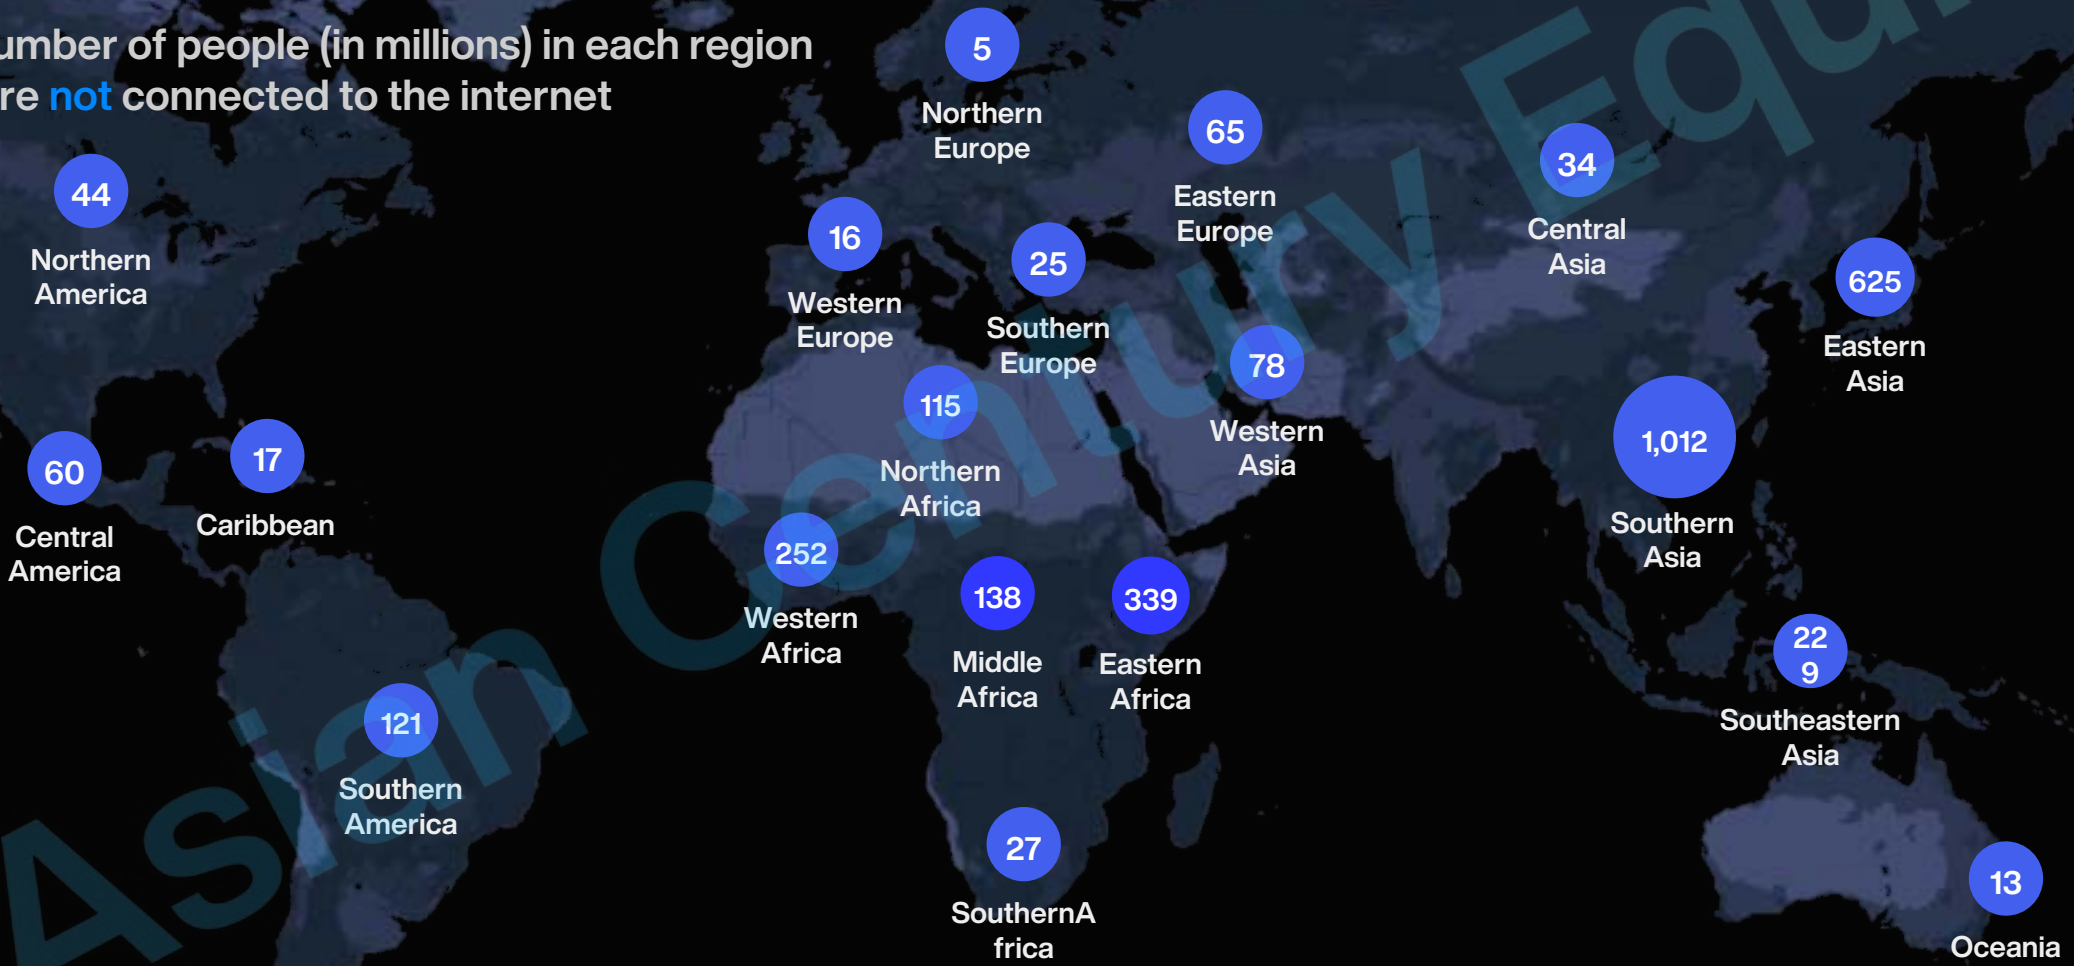 umber of people (in millions) in each region
re not connected to the internet
5
Northern
Europe
65
Eastern
Europe
34
Central
Asia
44
Northern
America
16
Western
Europe
25
Southern
Europe
625
Eastern
Asia
78
Western
Asia
115
Northern
Africa
1,012
Southern
Asia
60
Central
America
17
Caribbean
252
Western
Africa
138
Middle
Africa
339
Eastern
Africa
22
9
Southeastern
Asia
121
Southern
America
27
SouthernA
frica
13
Oceania
Asian Century Equi